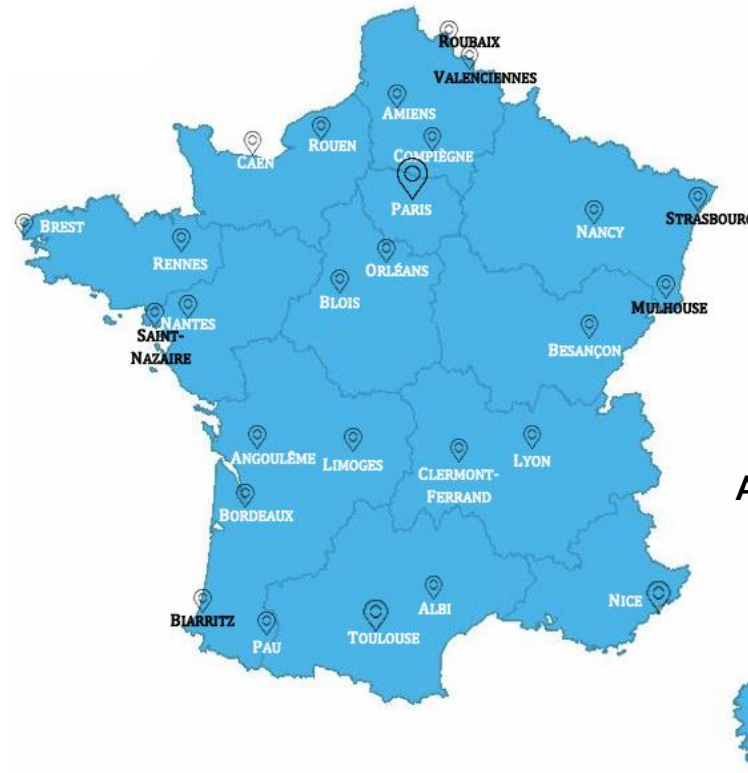 ROUBAIX
VALENCIENNES
AMIENS
CAEN
ROUEN
COMPIÈGNE
PARIS
STRASBOURG
BREST
NANCY
RENNES
ORLÉANS
BLOIS
MULHOUSE
NANTES
SAINT-
NAZAIRE
BESANÇON
ANGOULÊME
LIMOGES
LYON
CLERMONT-
FERRAND
A
BORDEAUX
NICE
ALBI
BIARRITZ
TOULOUSE
PAU